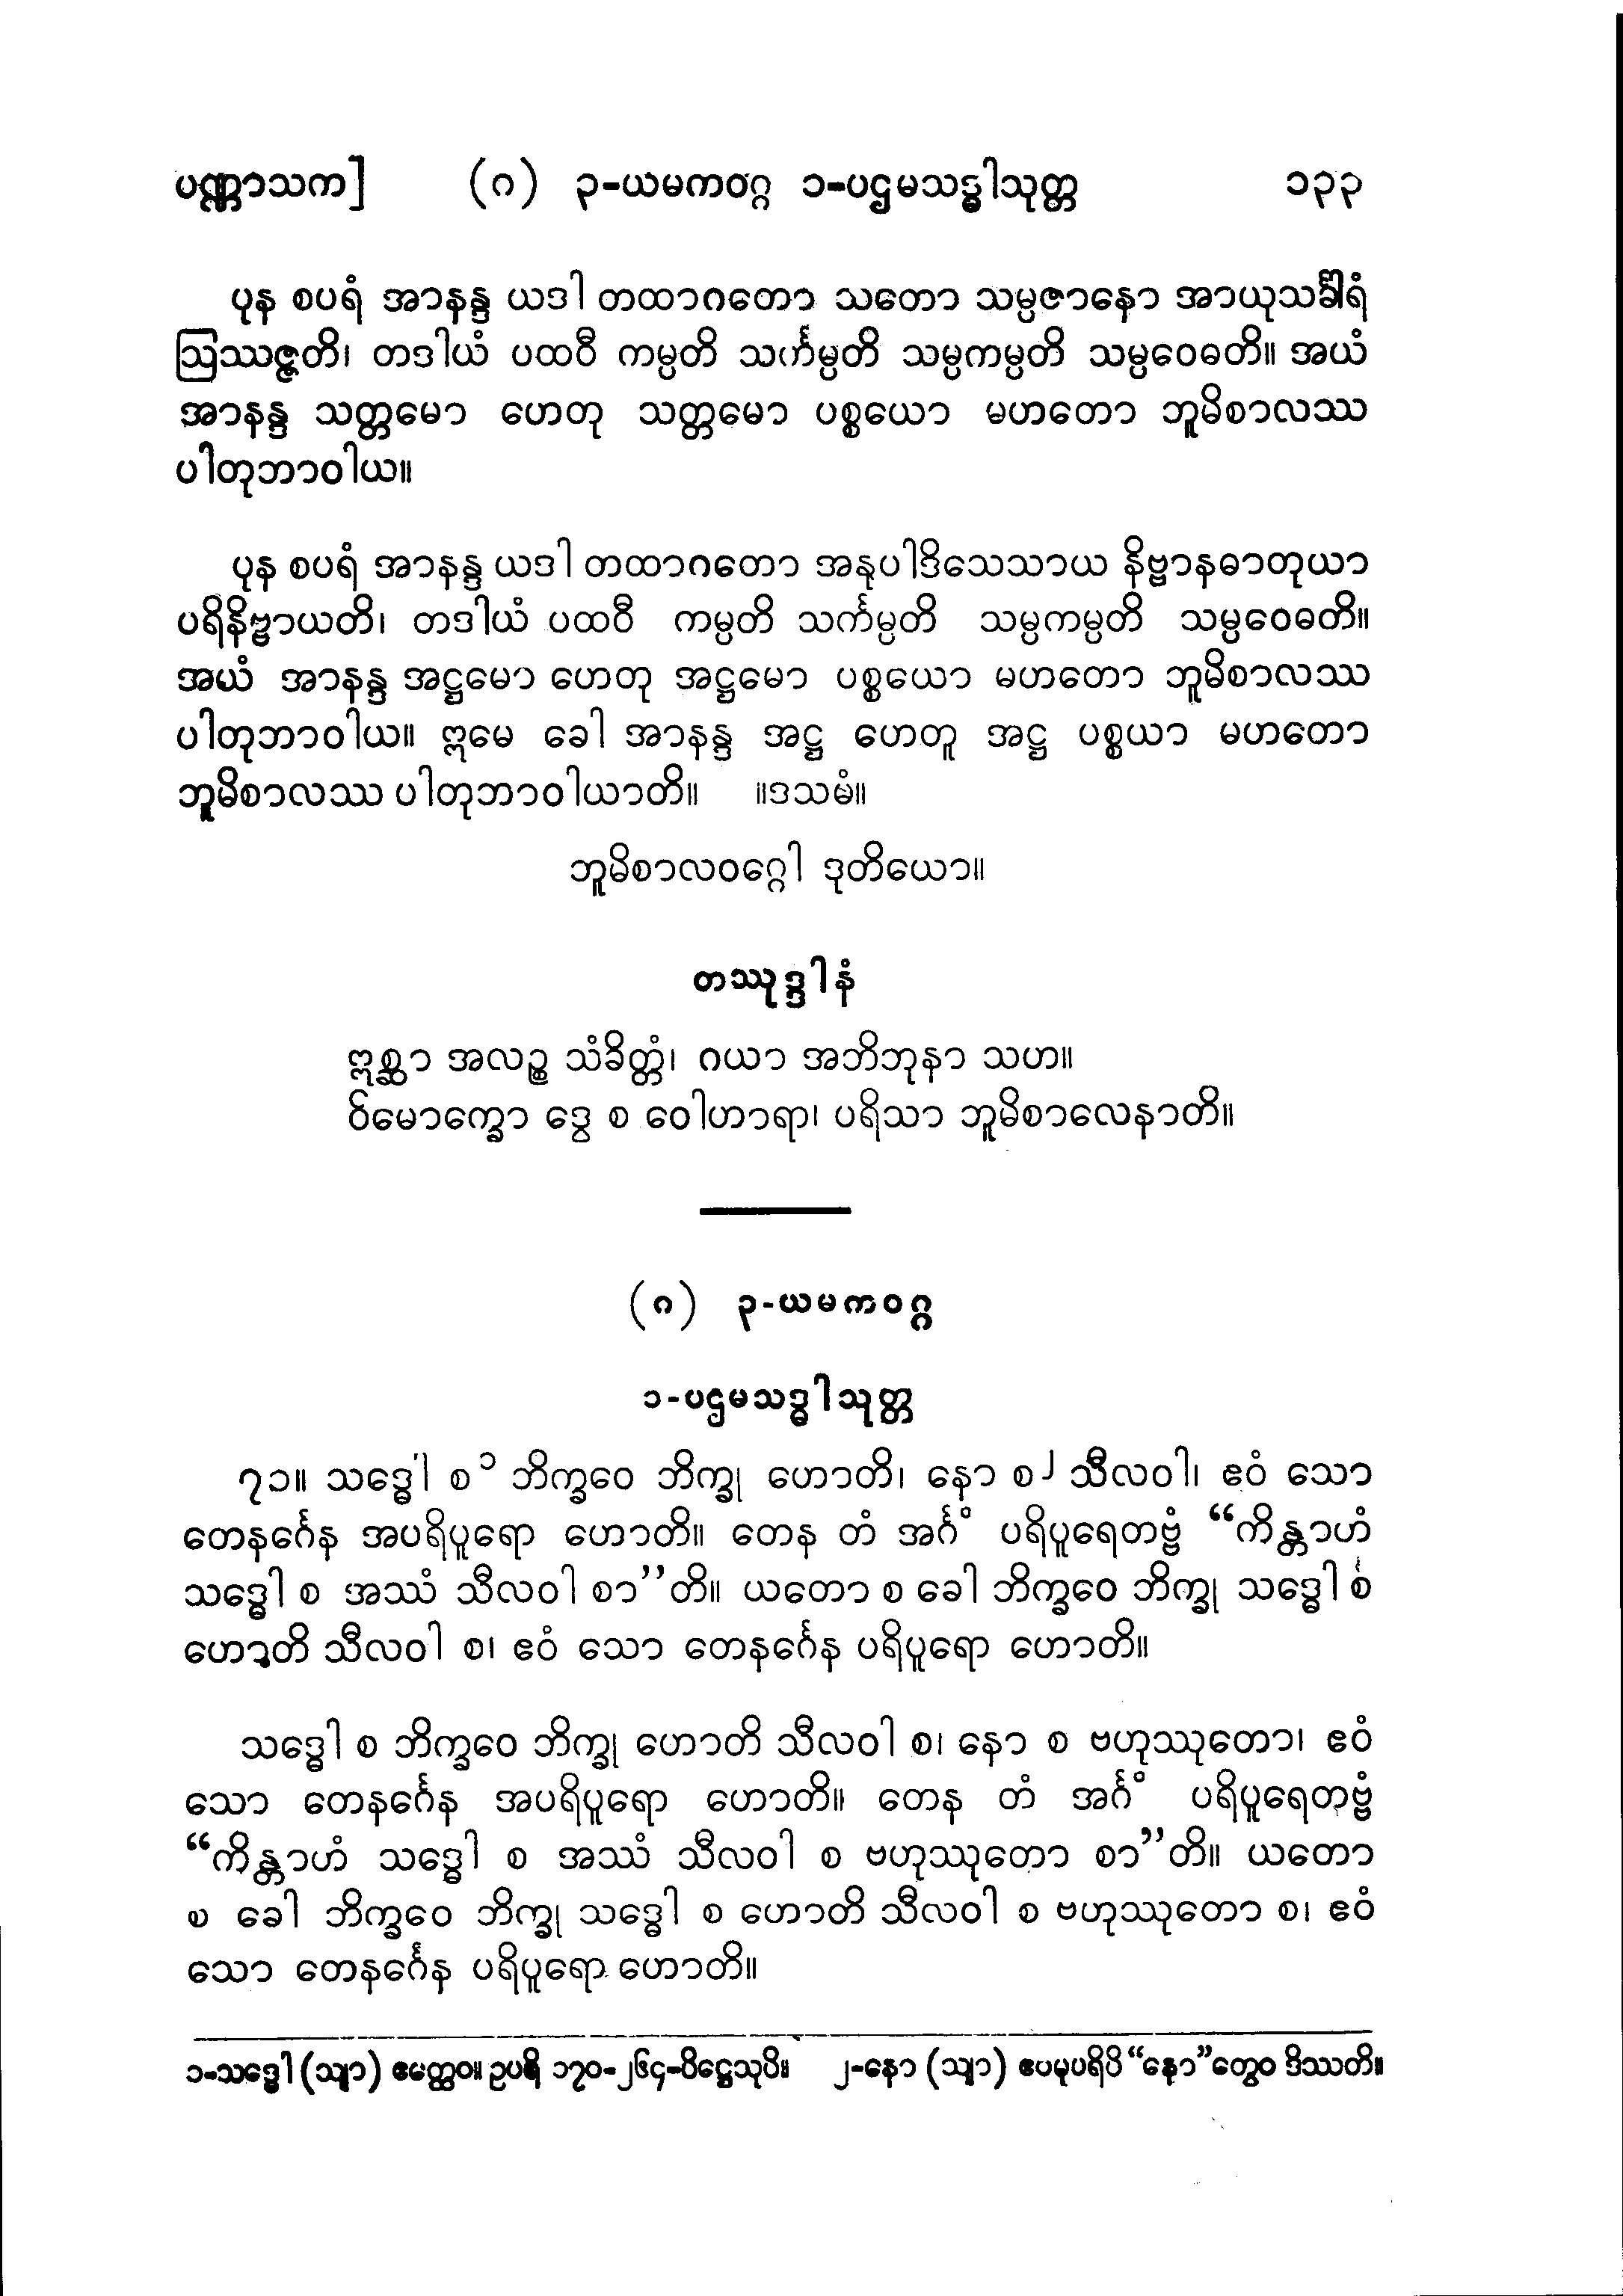 ပဏ္ဏာသက] (ဂ) ၃-ယမကဝဂ္ဂ ၁-ပဌမသဒ္ဓါသုတ္တ ၁၃၃
ပုန စပရံ အာနန္ဒ ယဒါ တထာဂတော သတော သမ္ပဇာနော အာယုသင်္ခါရံ
ဩဿဇ္ဇတိ၊ တဒါယံ ပထဝီ ကမ္ပတိ သင်္ကမ္ပတိ သမ္ပကမ္ပတိ သမ္ပဝေဓတိ။ အယံ
အာနန္ဒ သတ္တမော ဟေတု သတ္တမော ပစ္စယော မဟတော ဘူမိစာလဿ
ပါတုဘာဝါယ။
ပုန စပရံ အာနန္ဒ ယဒါ တထာဂတော အနုပါဒိသေသာယ နိဗ္ဗာနဓာတုယာ
ပရိနိဗ္ဗာယတိ၊ တဒါယံ ပထဝီ ကမ္ပတိ သင်္ကမ္ပတိ သမ္ပကမ္ပတိ သမ္ပဝေဓတိ။
အယံ အာနန္ဒ အဋ္ဌမော ဟေတု အဋ္ဌမော ပစ္စယော မဟတော ဘူမိစာလဿ
ပါတုဘာဝါယ။ ဣမေ ခေါ အာနန္ဒ အဋ္ဌ ဟေတူ အဋ္ဌ ပစ္စယာ မဟတော
ဘူမိစာလဿ ပါတုဘာဝါယာတိ။ ။ဒသမံ။
ဘူမိစာလဝဂ္ဂေါ ဒုတိယော။
တဿုဒ္ဒါနံ
ဣစ္ဆာ အလဉ္စ သံခိတ္တံ၊ ဂယာ အဘိဘုနာ သဟ။
ဝိမောက္ခော ဒွေ စ ဝေါဟာရာ၊ ပရိသာ ဘူမိစာလေနာတိ။
(ဂ) ၃-ယမကဝဂ္ဂ
၁-ပဌမသဒ္ဓါသုတ္တ
၇၁။ သဒ္ဓေါ စ ၁ ဘိက္ခဝေ ဘိက္ခု ဟောတိ၊ နော စ ၂ သီလဝါ၊ ဧဝံ သော
တေနင်္ဂေန အပရိပူရော ဟောတိ။ တေန တံ အင်္ဂံ ပရိပူရေတဗ္ဗံ “ကိန္တာဟံ
သဒ္ဓေါ စ အဿံ သီလဝါ စာ”တိ။ ယတော စ ခေါ ဘိက္ခဝေ ဘိက္ခု သဒ္ဓေါ စ
ဟောတိ သီလဝါ စ၊ ဧဝံ သော တေနင်္ဂေန ပရိပူရော ဟောတိ။
သဒ္ဓေါ စ ဘိက္ခဝေ ဘိက္ခု ဟောတိ သီလဝါ စ၊ နော စ ဗဟုဿုတော၊ ဧဝံ
သော တေနင်္ဂေန အပရိပူရော ဟောတိ။ တေန တံ အင်္ဂံ ပရိပူရေတဗ္ဗံ
“ကိန္တာဟံ သဒ္ဓေါ စ အဿံ သီလဝါ စ ဗဟုဿုတော စာ”တိ။ ယတော
စ ခေါ ဘိက္ခဝေ ဘိက္ခု သဒ္ဓေါ စ ဟောတိ သီလဝါ စ ဗဟုဿုတော စ၊ ဧဝံ
သော တေနင်္ဂေန ပရိပူရော ဟောတိ။
၁-သဒ္ဓေါ (သျာ) ဧမေတ္ထဝ။ ဥပရိ ၁၇၀-၂၆၄-ပိဋ္ဌေသုပိ။ ၂-နော (သျာ) ဧပမုပရိပိ “နော”တွေဝ ဒိဿတိ။